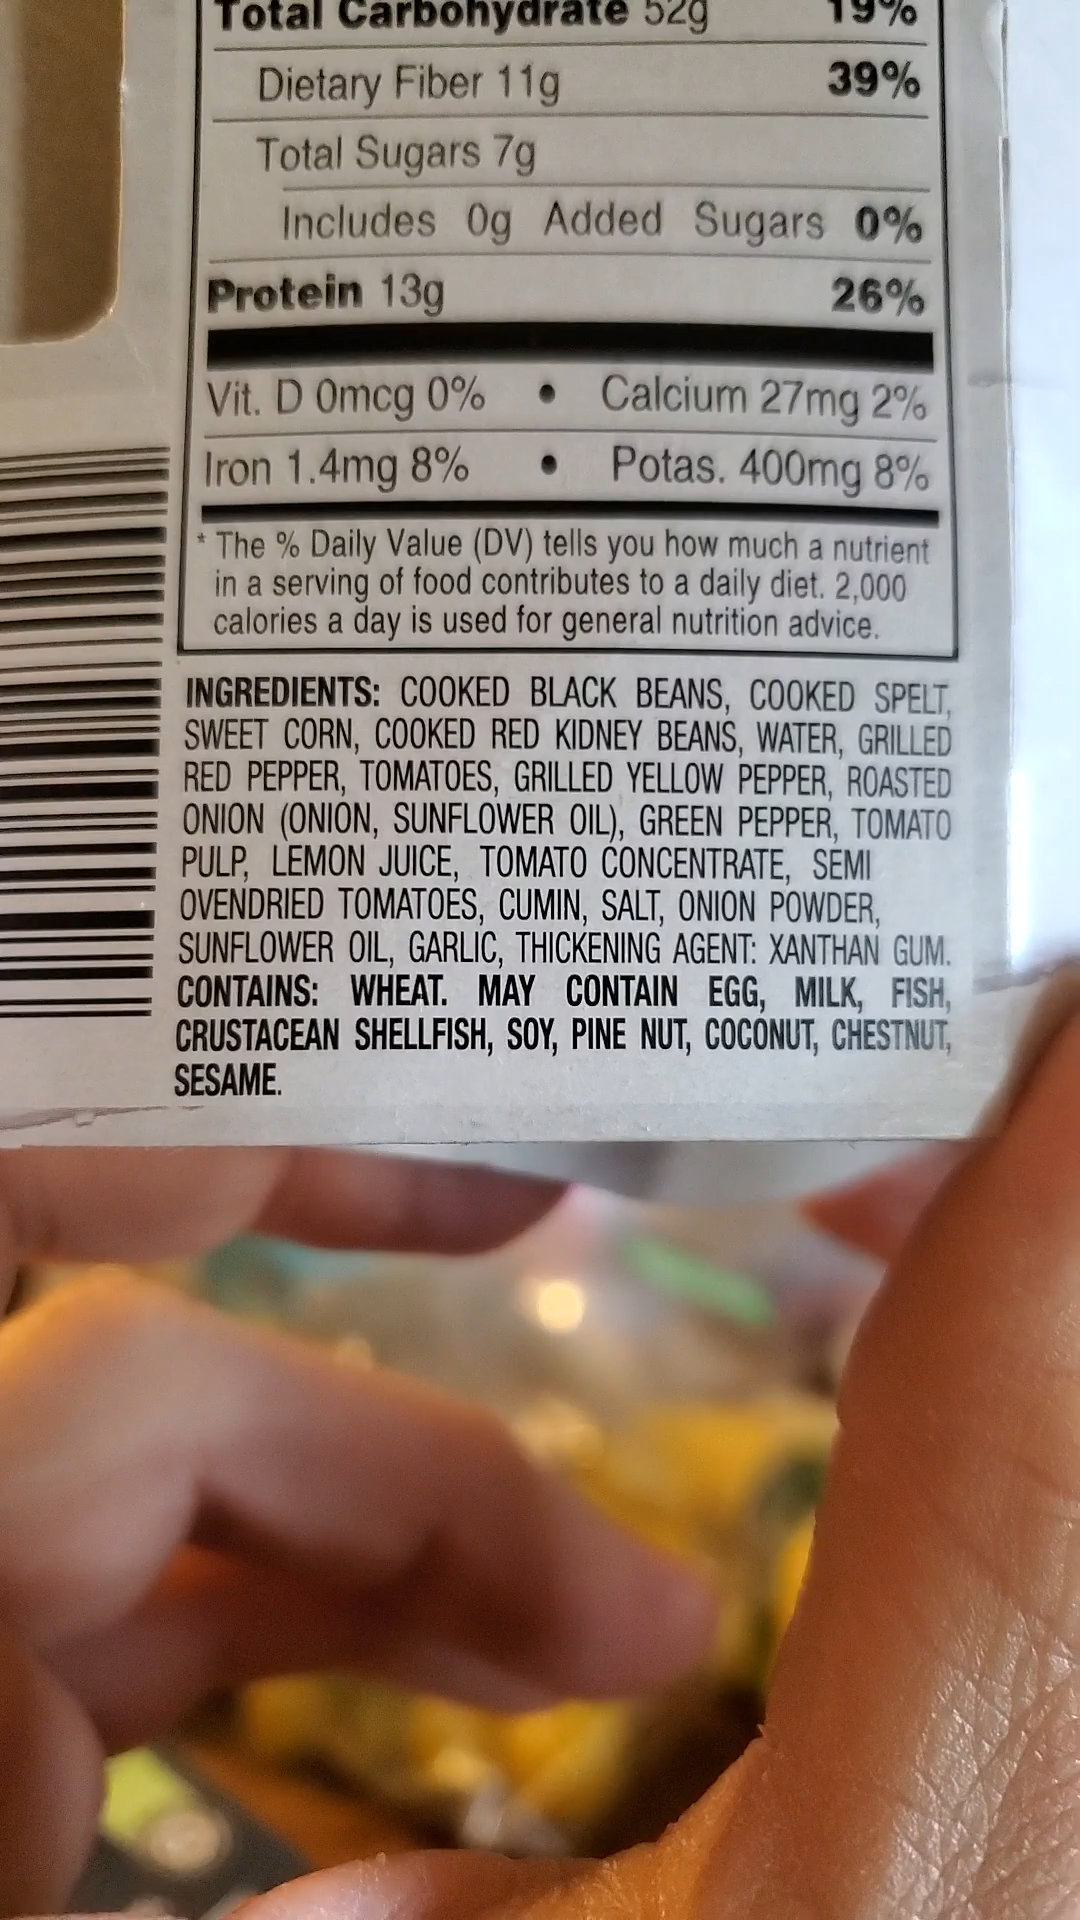 Total Carbohydrate 52g 19%
Dietary Fiber 11g 39%
Total Sugars 7g
Includes 0g Added Sugars 0%
Protein 13g 26%
Vit. D 0mcg 0% • Calcium 27mg 2%
Iron 1.4mg 8% • Potas. 400mg 8%
* The % Daily Value (DV) tells you how much a nutrient
in a serving of food contributes to a daily diet. 2,000
calories a day is used for general nutrition advice.
INGREDIENTS: COOKED BLACK BEANS, COOKED SPELT,
SWEET CORN, COOKED RED KIDNEY BEANS, WATER, GRILLED
RED PEPPER, TOMATOES, GRILLED YELLOW PEPPER, ROASTED
ONION (ONION, SUNFLOWER OIL), GREEN PEPPER, TOMATO
PULP, LEMON JUICE, TOMATO CONCENTRATE, SEMI
OVENDRIED TOMATOES, CUMIN, SALT, ONION POWDER,
SUNFLOWER OIL, GARLIC, THICKENING AGENT: XANTHAN GUM.
CONTAINS: WHEAT. MAY CONTAIN EGG, MILK, FISH,
CRUSTACEAN SHELLFISH, SOY, PINE NUT, COCONUT, CHESTNUT,
SESAME.